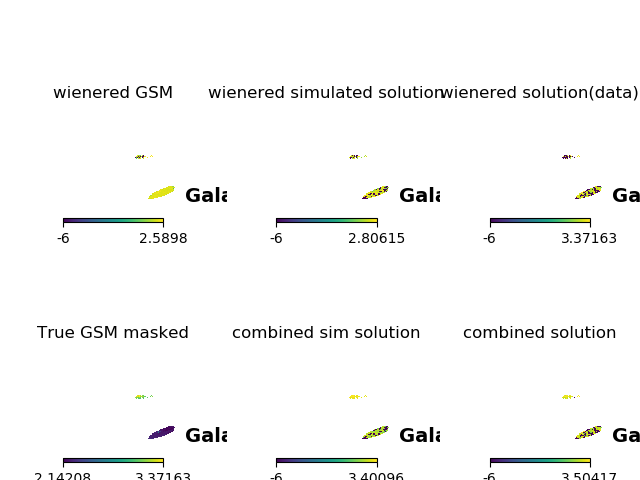 wienered GSM wienered simulated solution wienered solution(data)
Gala Gala Ga
-6 2.5898 -6 2.80615 -6 3.37163
True GSM masked combined sim solution combined solution
Gala Gala Ga
2.14208 3.37163 -6 3.40096 -6 3.50417